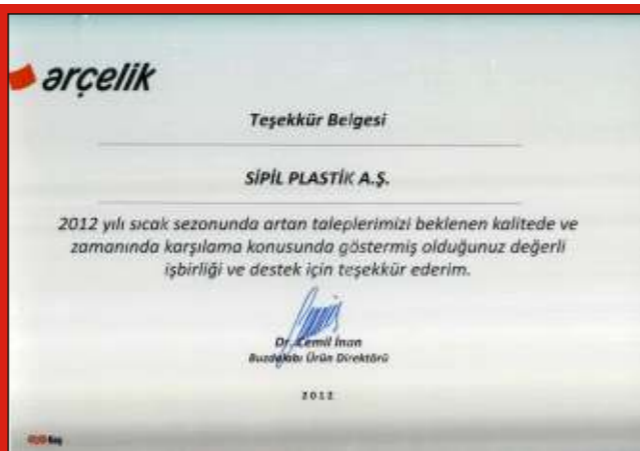 arçelik
Teşekkür Belgesi
SİPİL PLASTİK A.Ş.
2012 yılı sıcak sezonunda artan taleplerimizi beklenen kalitede ve
zamanında karşılama konusunda göstermiş olduğunuz değerli
işbirliği ve destek için teşekkür ederim.
Dr. Cemil İnan
Buzdolabı Ürün Direktörü
2012
Koç